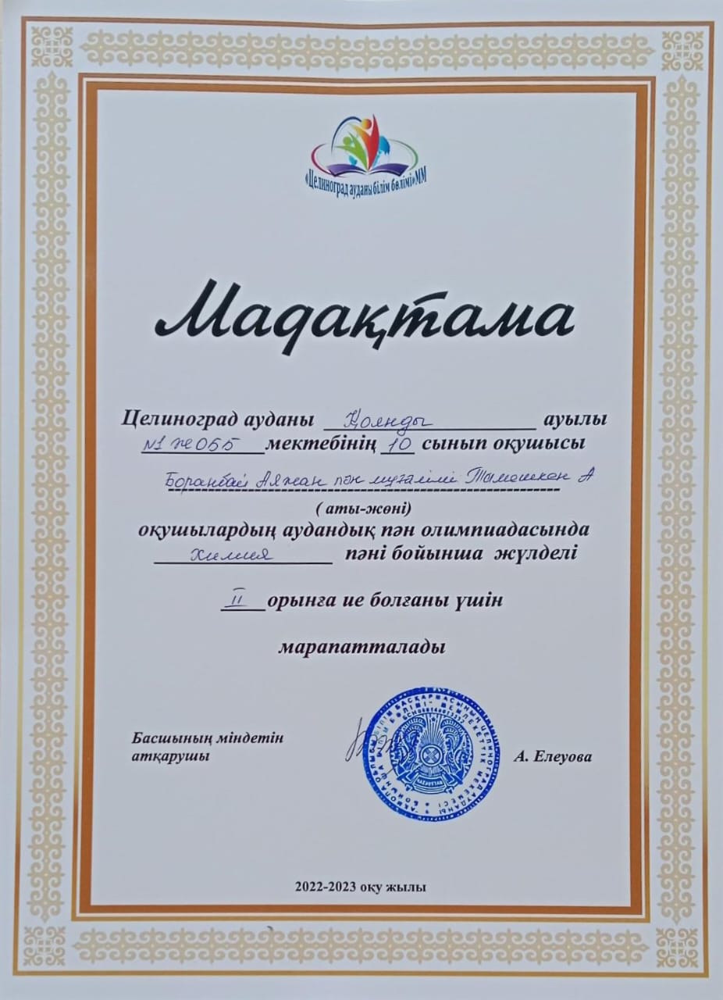 «Целиноград ауданы білім бөлімі»ММ
Мадақтама
Целиноград ауданы Қоянды ауылы
№1 ЖОББ мектебінің 10 сынып оқушысы
Боранбай Аяжан пән мұғалімі А
( аты-жөні)
оқушылардың аудандық пән олимпиадасында
химия пәні бойынша жүлделі
II орынға ие болғаны үшін
марапатталады
Басшының міндетін
атқарушы
А. Елеуова
2022-2023 оқу жылы